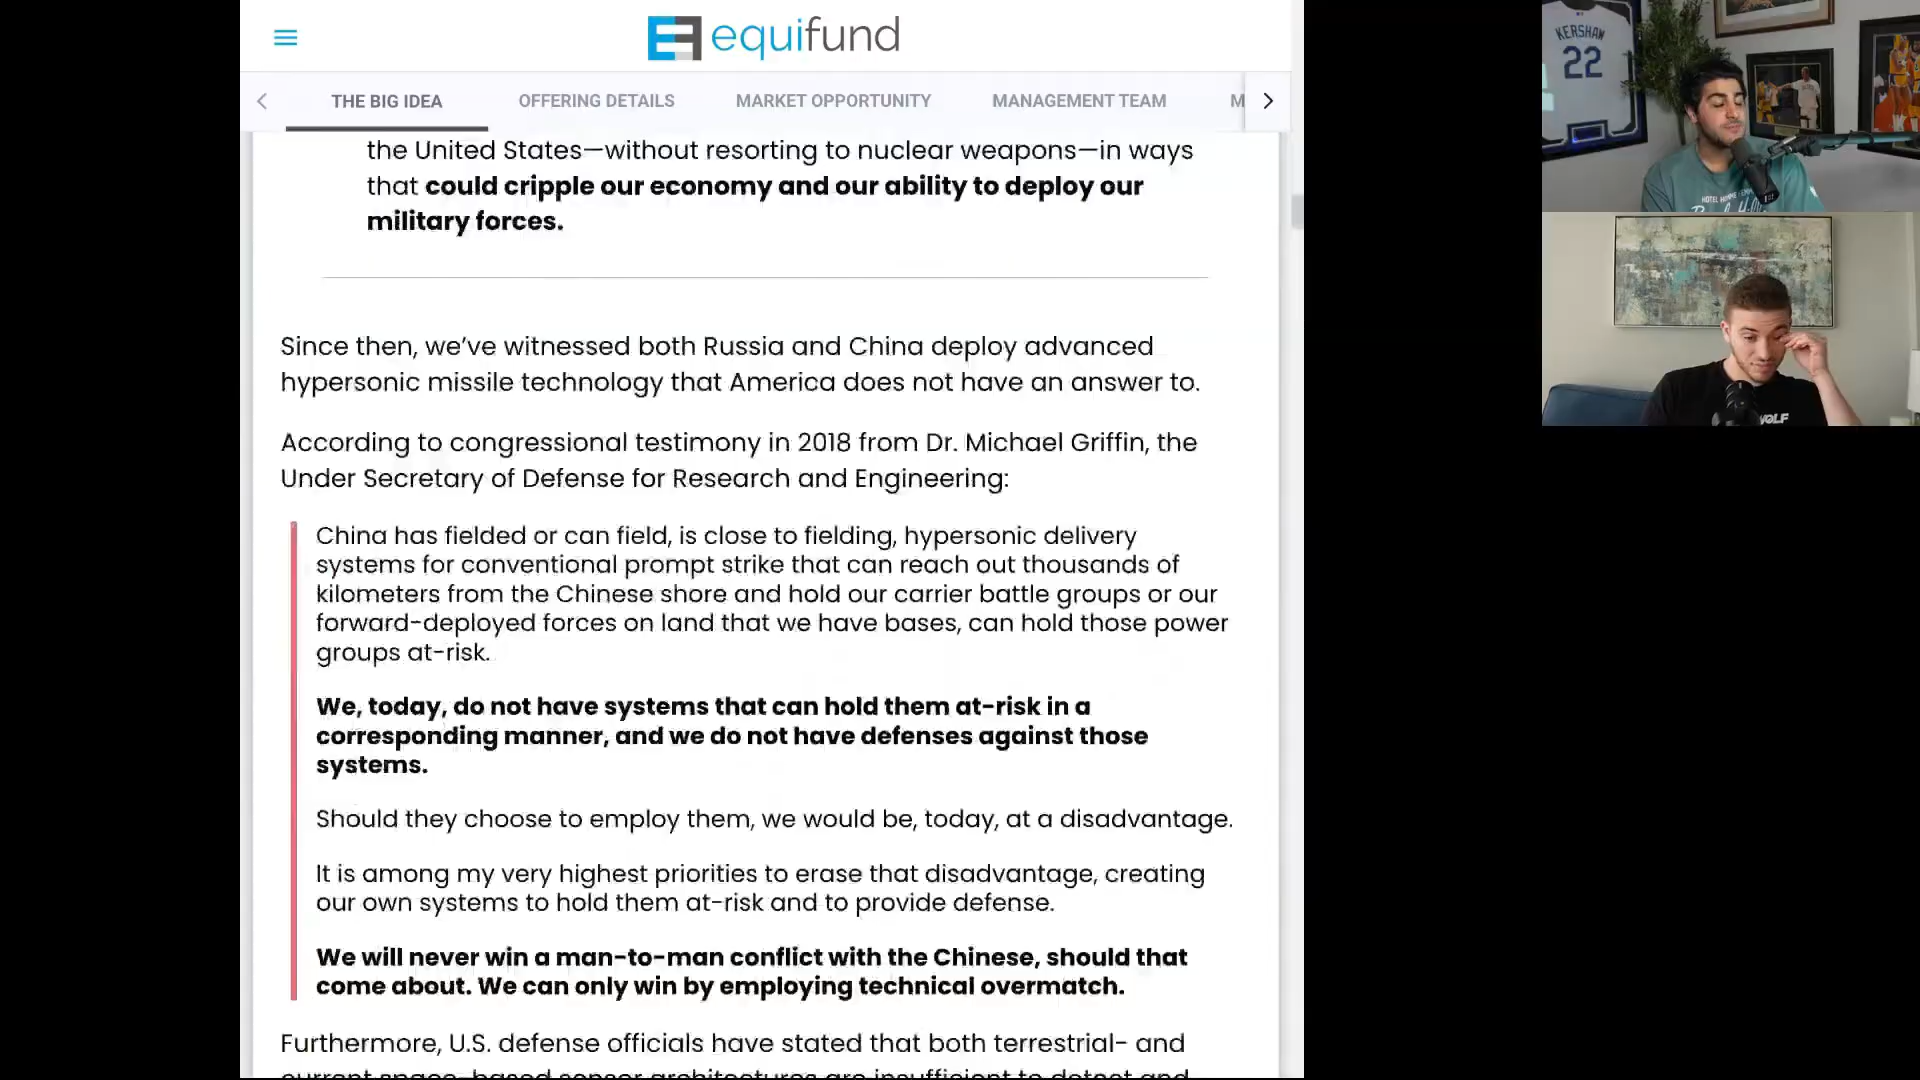 equifund
THE BIG IDEA
OFFERING DETAILS
MARKET OPPORTUNITY
MANAGEMENT TEAM
M
the United States—without resorting to nuclear weapons—in ways
that could cripple our economy and our ability to deploy our
military forces.
Since then, we've witnessed both Russia and China deploy advanced
hypersonic missile technology that America does not have an answer to.
According to congressional testimony in 2018 from Dr. Michael Griffin, the
Under Secretary of Defense for Research and Engineering:
China has fielded or can field, is close to fielding, hypersonic delivery
systems for conventional prompt strike that can reach out thousands of
kilometers from the Chinese shore and hold our carrier battle groups or our
forward-deployed forces on land that we have bases, can hold those power
groups at-risk.
We, today, do not have systems that can hold them at-risk in a
corresponding manner, and we do not have defenses against those
systems.
Should they choose to employ them, we would be, today, at a disadvantage.
It is among my very highest priorities to erase that disadvantage, creating
our own systems to hold them at-risk and to provide defense.
We will never win a man-to-man conflict with the Chinese, should that
come about. We can only win by employing technical overmatch.
Furthermore, U.S. defense officials have stated that both terrestrial- and
current space-based sensor architectures are insufficient to detect and
KERSHAW
22
HOTEL